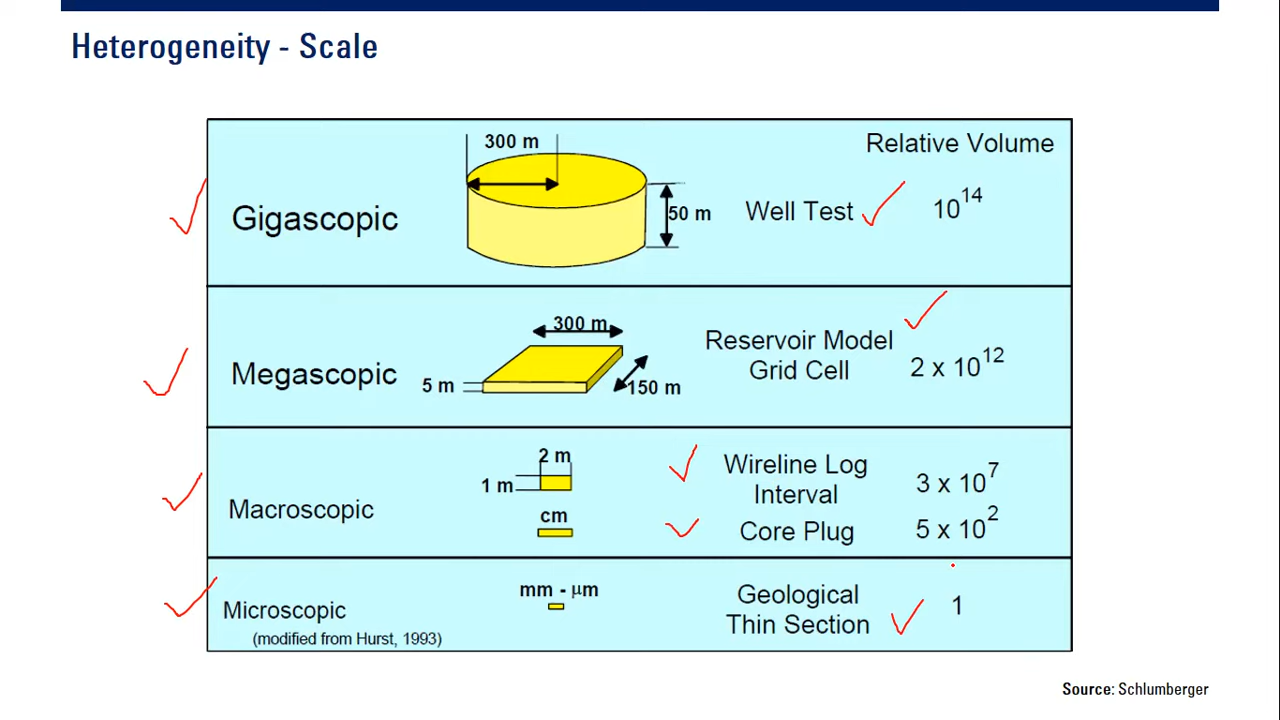 Heterogeneity - Scale
Relative Volume
300 m
50 m
Gigascopic
Well Test
10^14
300 m
5 m
150 m
Megascopic
Reservoir Model
Grid Cell
2 x 10^12
2 m
1 m
Macroscopic
Wireline Log
Interval
3 x 10^7
cm
Core Plug
5 x 10^2
mm - μm
Microscopic
(modified from Hurst, 1993)
Geological
Thin Section
1
Source: Schlumberger